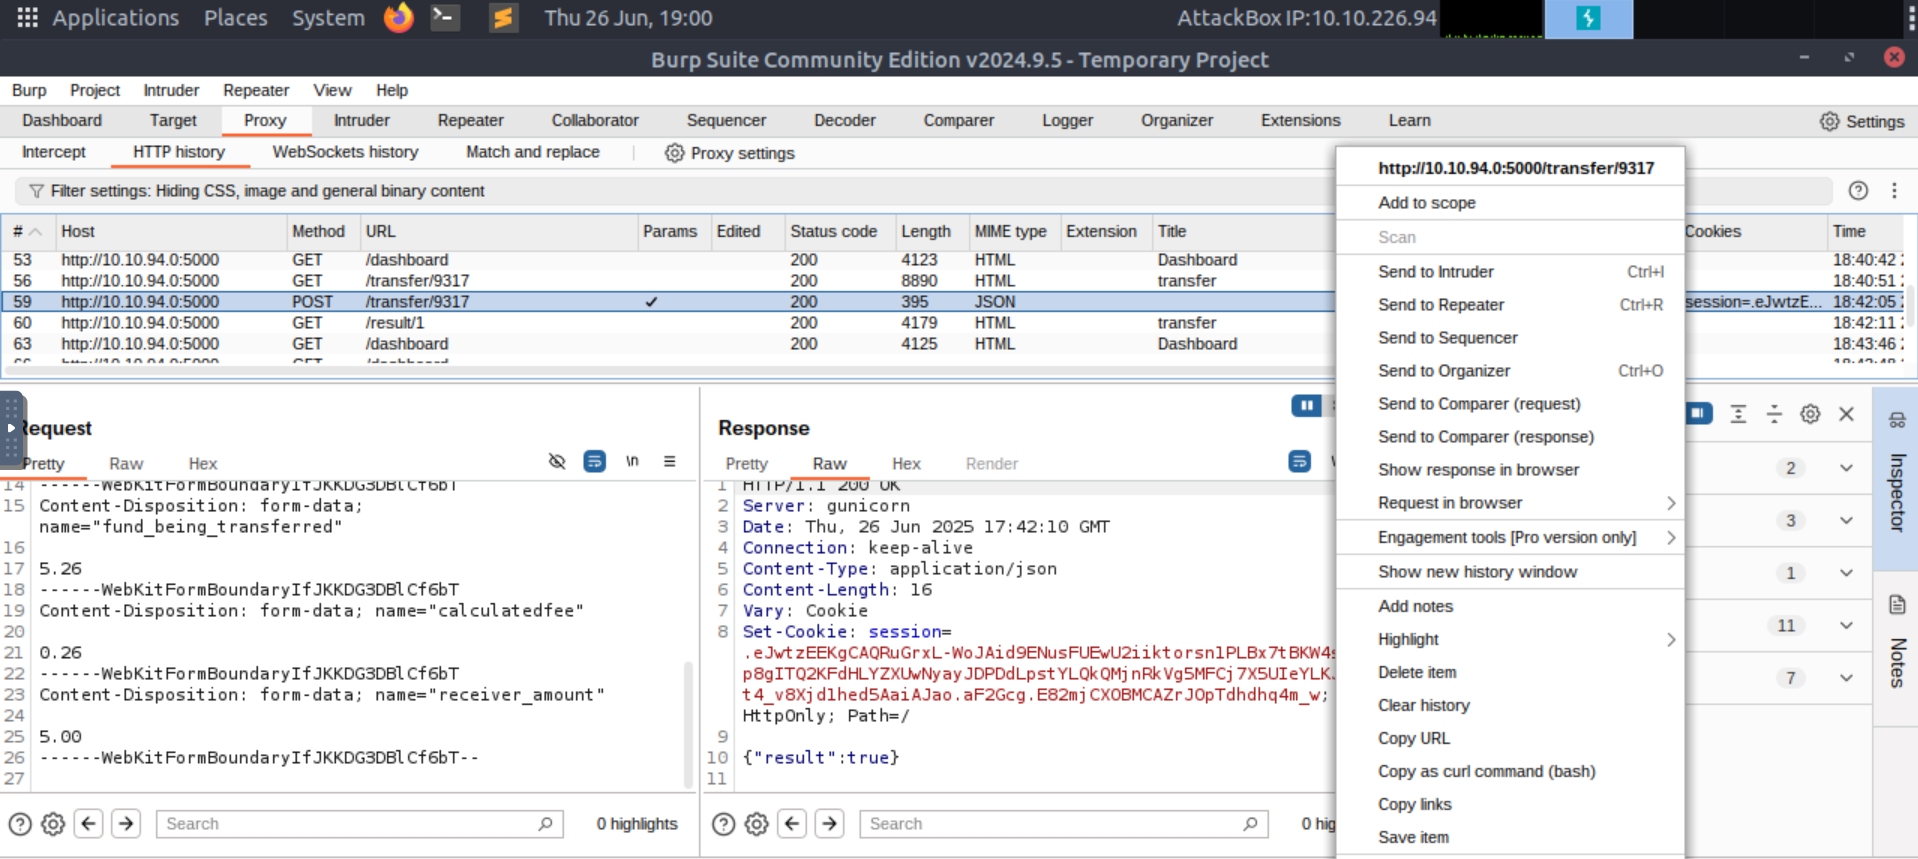 Applications Places System Thu 26 Jun, 19:00 AttackBox IP:10.10.226.94
Burp Suite Community Edition v2024.9.5 - Temporary Project
Burp Project Intruder Repeater View Help
Dashboard Target Proxy Intruder Repeater Collaborator Sequencer Decoder Comparer Logger Organizer Extensions Learn Settings
Intercept HTTP history WebSockets history Match and replace Proxy settings
Filter settings: Hiding CSS, image and general binary content
# Host Method URL Params Edited Status code Length MIME type Extension Title Cookies Time
53 http://10.10.94.0:5000 GET /dashboard 200 4123 HTML Dashboard 18:40:42
56 http://10.10.94.0:5000 GET /transfer/9317 200 8890 HTML transfer 18:40:51
59 http://10.10.94.0:5000 POST /transfer/9317 ✓ 200 395 JSON session=.eJwtzE... 18:42:05
60 http://10.10.94.0:5000 GET /result/1 200 4179 HTML transfer 18:42:11
63 http://10.10.94.0:5000 GET /dashboard 200 4125 HTML Dashboard 18:43:46
http://10.10.94.0:5000/transfer/9317
Add to scope
Scan
Send to Intruder Ctrl+I
Send to Repeater Ctrl+R
Send to Sequencer
Send to Organizer Ctrl+O
Send to Comparer (request)
Send to Comparer (response)
Show response in browser
Request in browser
Engagement tools [Pro version only]
Show new history window
Add notes
Highlight
Delete item
Clear history
Copy URL
Copy as curl command (bash)
Copy links
Save item
Request
Pretty Raw Hex \n
14 ------WebKitFormBoundaryIfJKKDG3DBlCf6bT
15 Content-Disposition: form-data;
name="fund_being_transferred"
16
17 5.26
18 ------WebKitFormBoundaryIfJKKDG3DBlCf6bT
19 Content-Disposition: form-data; name="calculatedfee"
20
21 0.26
22 ------WebKitFormBoundaryIfJKKDG3DBlCf6bT
23 Content-Disposition: form-data; name="receiver_amount"
24
25 5.00
26 ------WebKitFormBoundaryIfJKKDG3DBlCf6bT--
27
Search 0 highlights
Response
Pretty Raw Hex Render
1 HTTP/1.1 200 OK
2 Server: gunicorn
3 Date: Thu, 26 Jun 2025 17:42:10 GMT
4 Connection: keep-alive
5 Content-Type: application/json
6 Content-Length: 16
7 Vary: Cookie
8 Set-Cookie: session=
.eJwtzEEKgCAQRuGrxL-WoJAid9ENusFUEwU2iiktorsnlPLBx7tBKW4s
p8gITQ2KFdHLYZXUwNyayJDPDdLpstYLQkQMjnRkVg5MFCj7X5UIeYLK
t4_v8Xjdlhed5AaiAJao.aF2Gcg.E82mjCXOBMCAZrJOpTdhdhq4m_w;
HttpOnly; Path=/
9
10 {"result":true}
11
Search 0 hig
2
3
1
11
7
Inspector
Notes